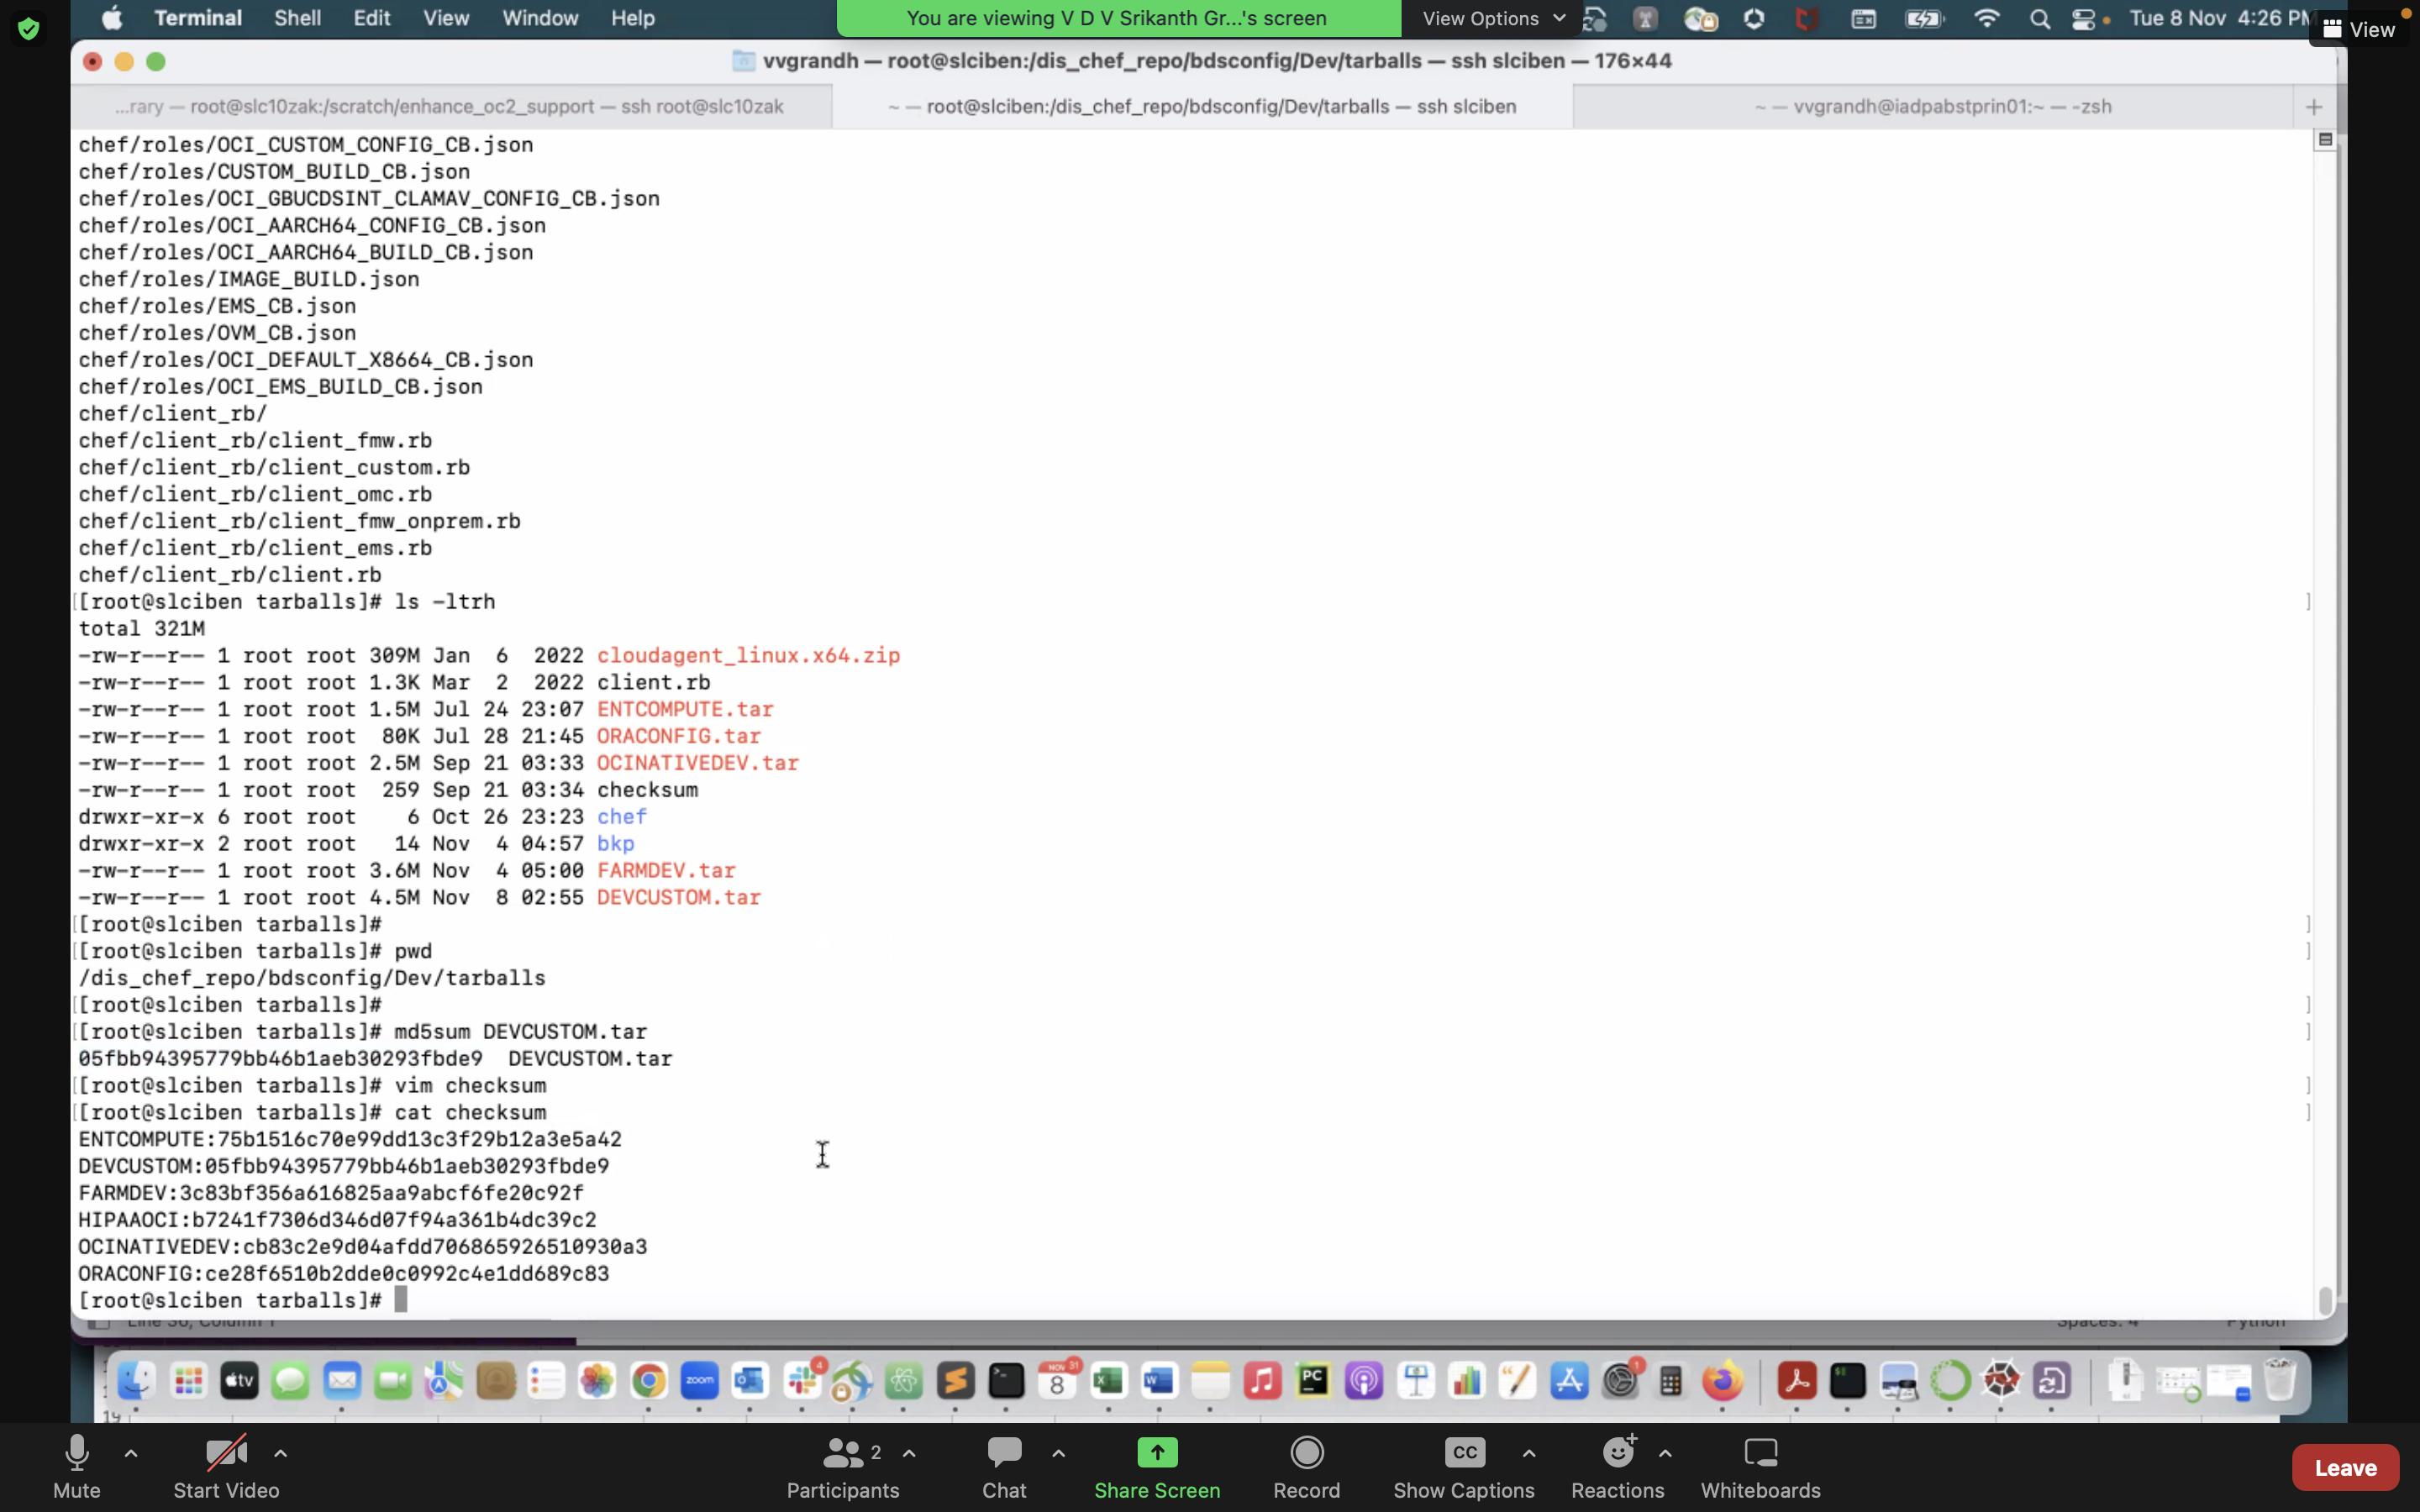 Terminal Shell Edit View Window Help
You are viewing V D V Srikanth Gr...'s screen
View Options
Tue 8 Nov 4:26 PM
View
vvgrandh — root@slciben:/dis_chef_repo/bdsconfig/Dev/tarballs — ssh slciben — 176×44
...rary — root@slc10zak:/scratch/enhance_oc2_support — ssh root@slc10zak
~ — root@slciben:/dis_chef_repo/bdsconfig/Dev/tarballs — ssh slciben
~ — vvgrandh@iadpabstprin01:~ — -zsh
chef/roles/OCI_CUSTOM_CONFIG_CB.json
chef/roles/CUSTOM_BUILD_CB.json
chef/roles/OCI_GBUCDSINT_CLAMAV_CONFIG_CB.json
chef/roles/OCI_AARCH64_CONFIG_CB.json
chef/roles/OCI_AARCH64_BUILD_CB.json
chef/roles/IMAGE_BUILD.json
chef/roles/EMS_CB.json
chef/roles/OVM_CB.json
chef/roles/OCI_DEFAULT_X8664_CB.json
chef/roles/OCI_EMS_BUILD_CB.json
chef/client_rb/
chef/client_rb/client_fmw.rb
chef/client_rb/client_custom.rb
chef/client_rb/client_omc.rb
chef/client_rb/client_fmw_onprem.rb
chef/client_rb/client_ems.rb
chef/client_rb/client.rb
[[root@slciben tarballs]# ls -ltrh ]
total 321M
-rw-r--r-- 1 root root 309M Jan 6 2022 cloudagent_linux.x64.zip
-rw-r--r-- 1 root root 1.3K Mar 2 2022 client.rb
-rw-r--r-- 1 root root 1.5M Jul 24 23:07 ENTCOMPUTE.tar
-rw-r--r-- 1 root root 80K Jul 28 21:45 ORACONFIG.tar
-rw-r--r-- 1 root root 2.5M Sep 21 03:33 OCINATIVEDEV.tar
-rw-r--r-- 1 root root 259 Sep 21 03:34 checksum
drwxr-xr-x 6 root root 6 Oct 26 23:23 chef
drwxr-xr-x 2 root root 14 Nov 4 04:57 bkp
-rw-r--r-- 1 root root 3.6M Nov 4 05:00 FARMDEV.tar
-rw-r--r-- 1 root root 4.5M Nov 8 02:55 DEVCUSTOM.tar
[[root@slciben tarballs]# ]
[[root@slciben tarballs]# pwd ]
/dis_chef_repo/bdsconfig/Dev/tarballs
[[root@slciben tarballs]# ]
[[root@slciben tarballs]# md5sum DEVCUSTOM.tar ]
05fbb94395779bb46b1aeb30293fbde9 DEVCUSTOM.tar
[[root@slciben tarballs]# vim checksum ]
[[root@slciben tarballs]# cat checksum ]
ENTCOMPUTE:75b1516c70e99dd13c3f29b12a3e5a42
DEVCUSTOM:05fbb94395779bb46b1aeb30293fbde9
FARMDEV:3c83bf356a616825aa9abcf6fe20c92f
HIPAAOCI:b7241f7306d346d07f94a361b4dc39c2
OCINATIVEDEV:cb83c2e9d04afdd706865926510930a3
ORACONFIG:ce28f6510b2dde0c0992c4e1dd689c83
[root@slciben tarballs]#
Spaces: 4 Python
tv
zoom
4
NOV 31
8
PC
1
19
2
CC
Mute
Start Video
Participants
Chat
Share Screen
Record
Show Captions
Reactions
Whiteboards
Leave